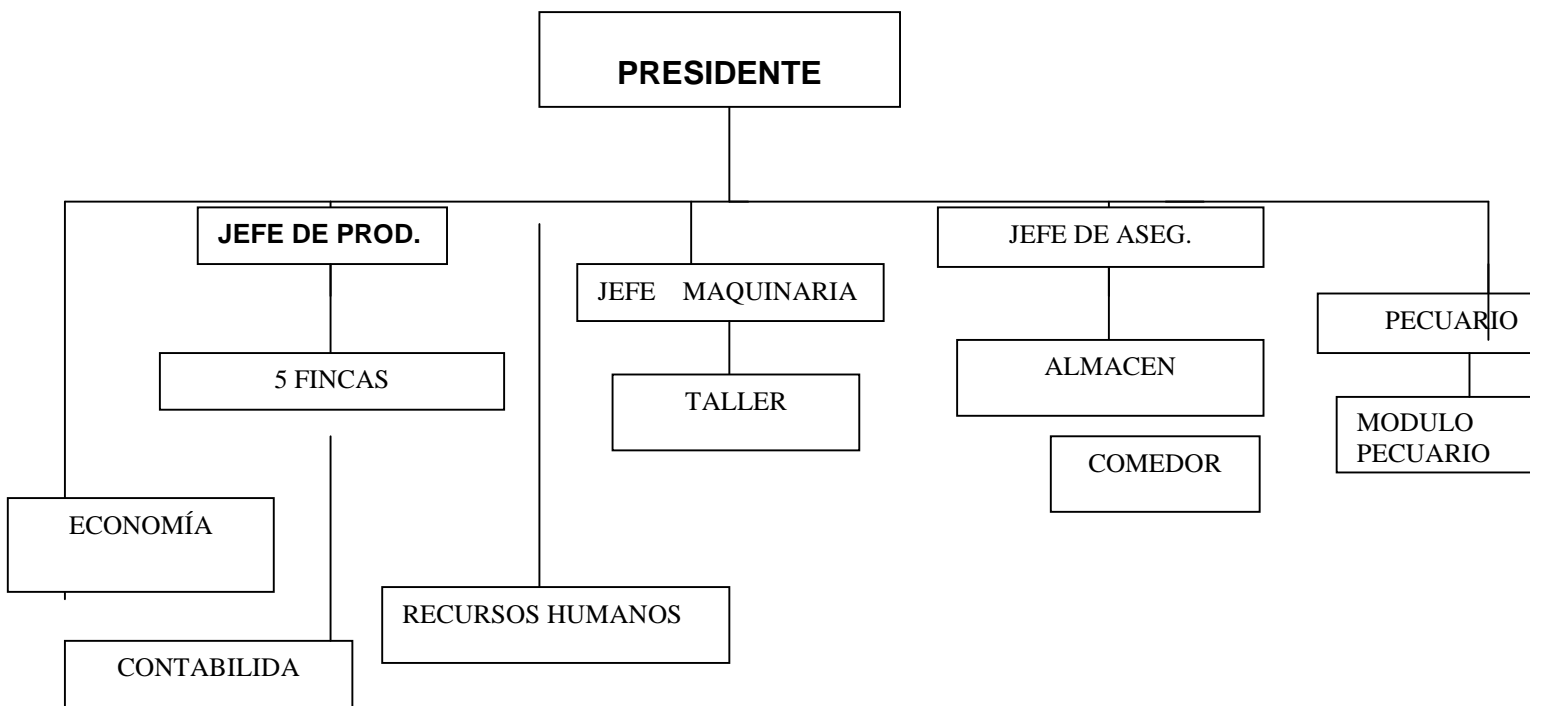 PRESIDENTE
JEFE DE PROD.
JEFE DE ASEG.
JEFE MAQUINARIA
PECUARIO
5 FINCAS
ALMACEN
TALLER
MODULO
PECUARIO
COMEDOR
ECONOMÍA
RECURSOS HUMANOS
CONTABILIDA